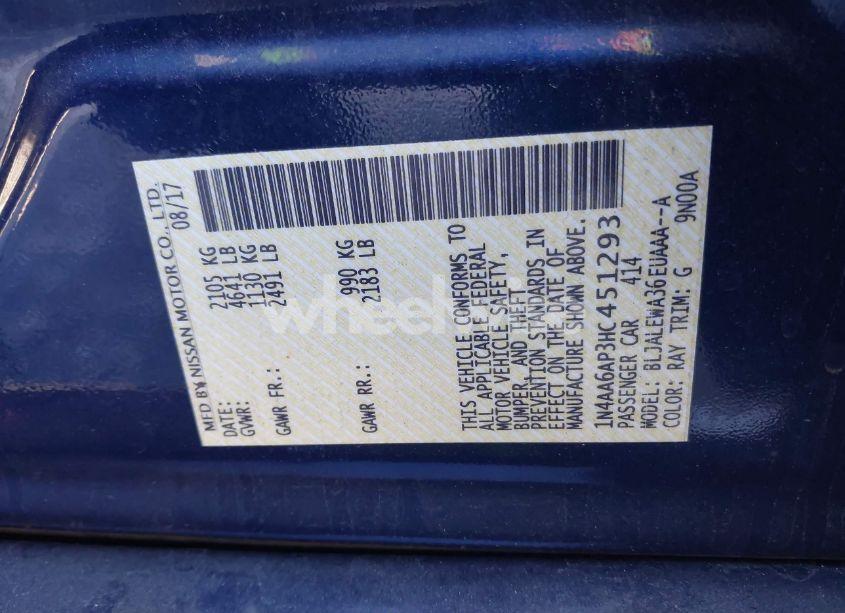 MFD BY NISSAN MOTOR CO., LTD.
DATE: 08/17
GVWR: 2105 KG
4641 LB
GAWR FR.: 1130 KG
2491 LB
GAWR RR.: 990 KG
2183 LB
THIS VEHICLE CONFORMS TO
ALL APPLICABLE FEDERAL
MOTOR VEHICLE SAFETY,
BUMPER, AND THEFT
PREVENTION STANDARDS IN
EFFECT ON THE DATE OF
MANUFACTURE SHOWN ABOVE.
1N4AA6AP3HC451293
PASSENGER CAR 414
MODEL: BLJALEWA36EUAAA--A
COLOR: RAY TRIM: G 9N00A